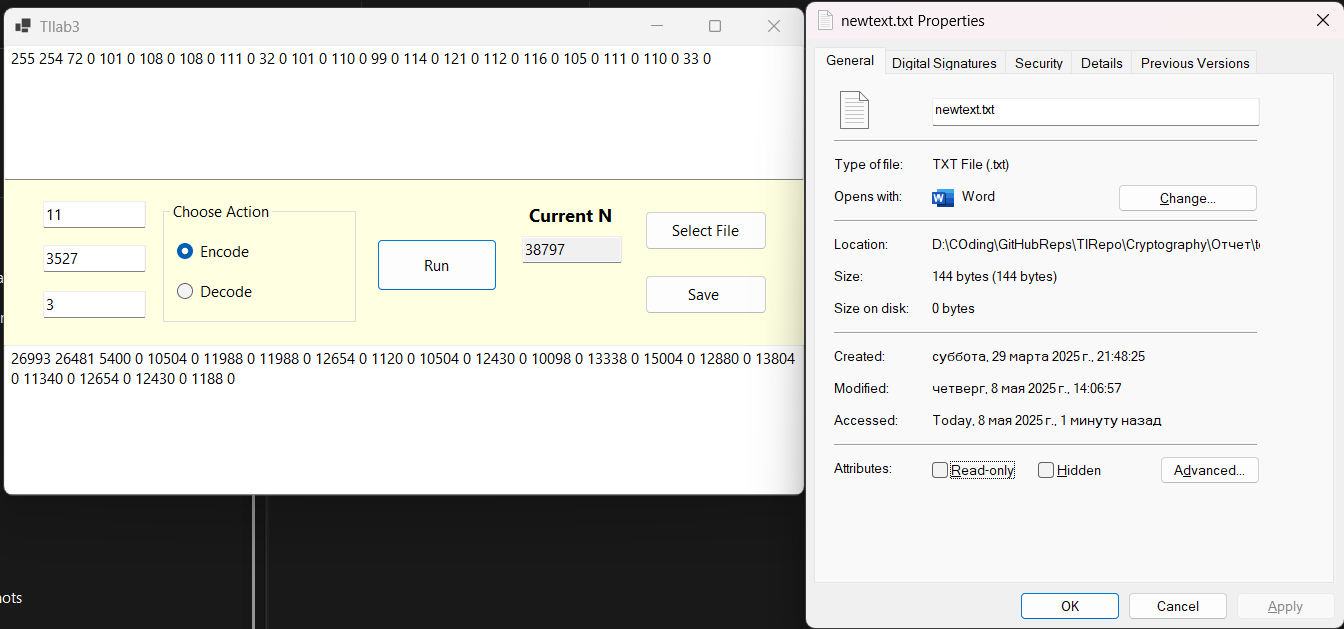 TIlab3
255 254 72 0 101 0 108 0 108 0 111 0 32 0 101 0 110 0 99 0 114 0 121 0 112 0 116 0 105 0 111 0 110 0 33 0
11
3527
3
Choose Action
Encode
Decode
Run
Current N
38797
Select File
Save
26993 26481 5400 0 10504 0 11988 0 11988 0 12654 0 1120 0 10504 0 12430 0 10098 0 13338 0 15004 0 12880 0 13804
0 11340 0 12654 0 12430 0 1188 0
newtext.txt Properties
General Digital Signatures Security Details Previous Versions
newtext.txt
Type of file: TXT File (.txt)
Opens with: Word Change...
Location: D:\COding\GitHubReps\TIRepo\Cryptography\Отчет\
Size: 144 bytes (144 bytes)
Size on disk: 0 bytes
Created: суббота, 29 марта 2025 г., 21:48:25
Modified: четверг, 8 мая 2025 г., 14:06:57
Accessed: Today, 8 мая 2025 г., 1 минуту назад
Attributes: Read-only Hidden Advanced...
OK Cancel Apply